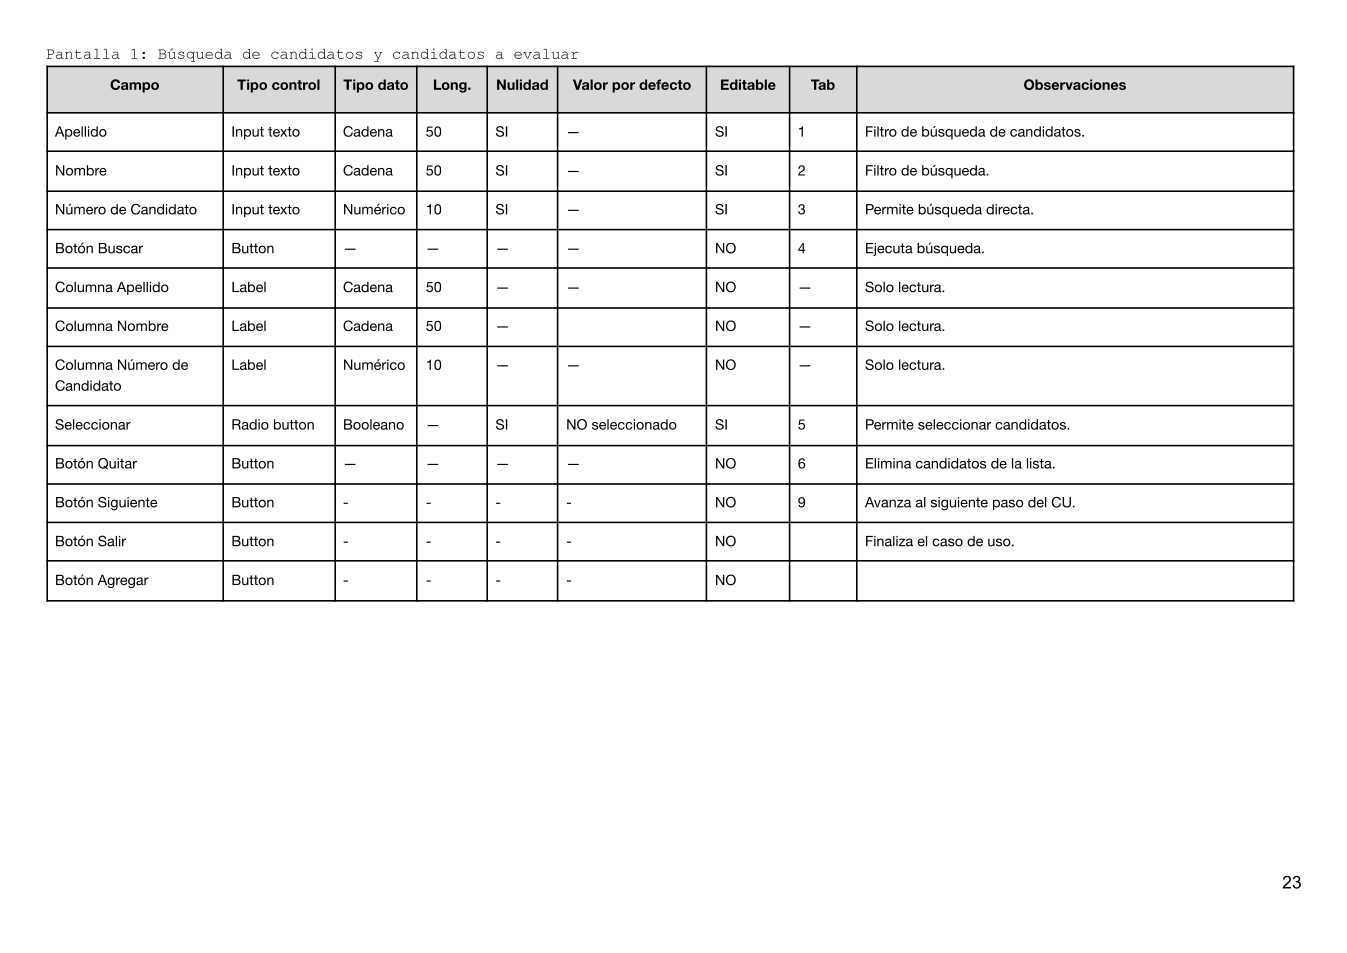 Pantalla 1: Búsqueda de candidatos y candidatos a evaluar
Campo Tipo control Tipo dato Long. Nulidad Valor por defecto Editable Tab Observaciones
Apellido Input texto Cadena 50 SI — SI 1 Filtro de búsqueda de candidatos.
Nombre Input texto Cadena 50 SI — SI 2 Filtro de búsqueda.
Número de Candidato Input texto Numérico 10 SI — SI 3 Permite búsqueda directa.
Botón Buscar Button — — — — NO 4 Ejecuta búsqueda.
Columna Apellido Label Cadena 50 — — NO — Solo lectura.
Columna Nombre Label Cadena 50 — NO — Solo lectura.
Columna Número de Label Numérico 10 — — NO — Solo lectura.
Candidato
Seleccionar Radio button Booleano — SI NO seleccionado SI 5 Permite seleccionar candidatos.
Botón Quitar Button — — — — NO 6 Elimina candidatos de la lista.
Botón Siguiente Button - - - - NO 9 Avanza al siguiente paso del CU.
Botón Salir Button - - - - NO Finaliza el caso de uso.
Botón Agregar Button - - - - NO
23